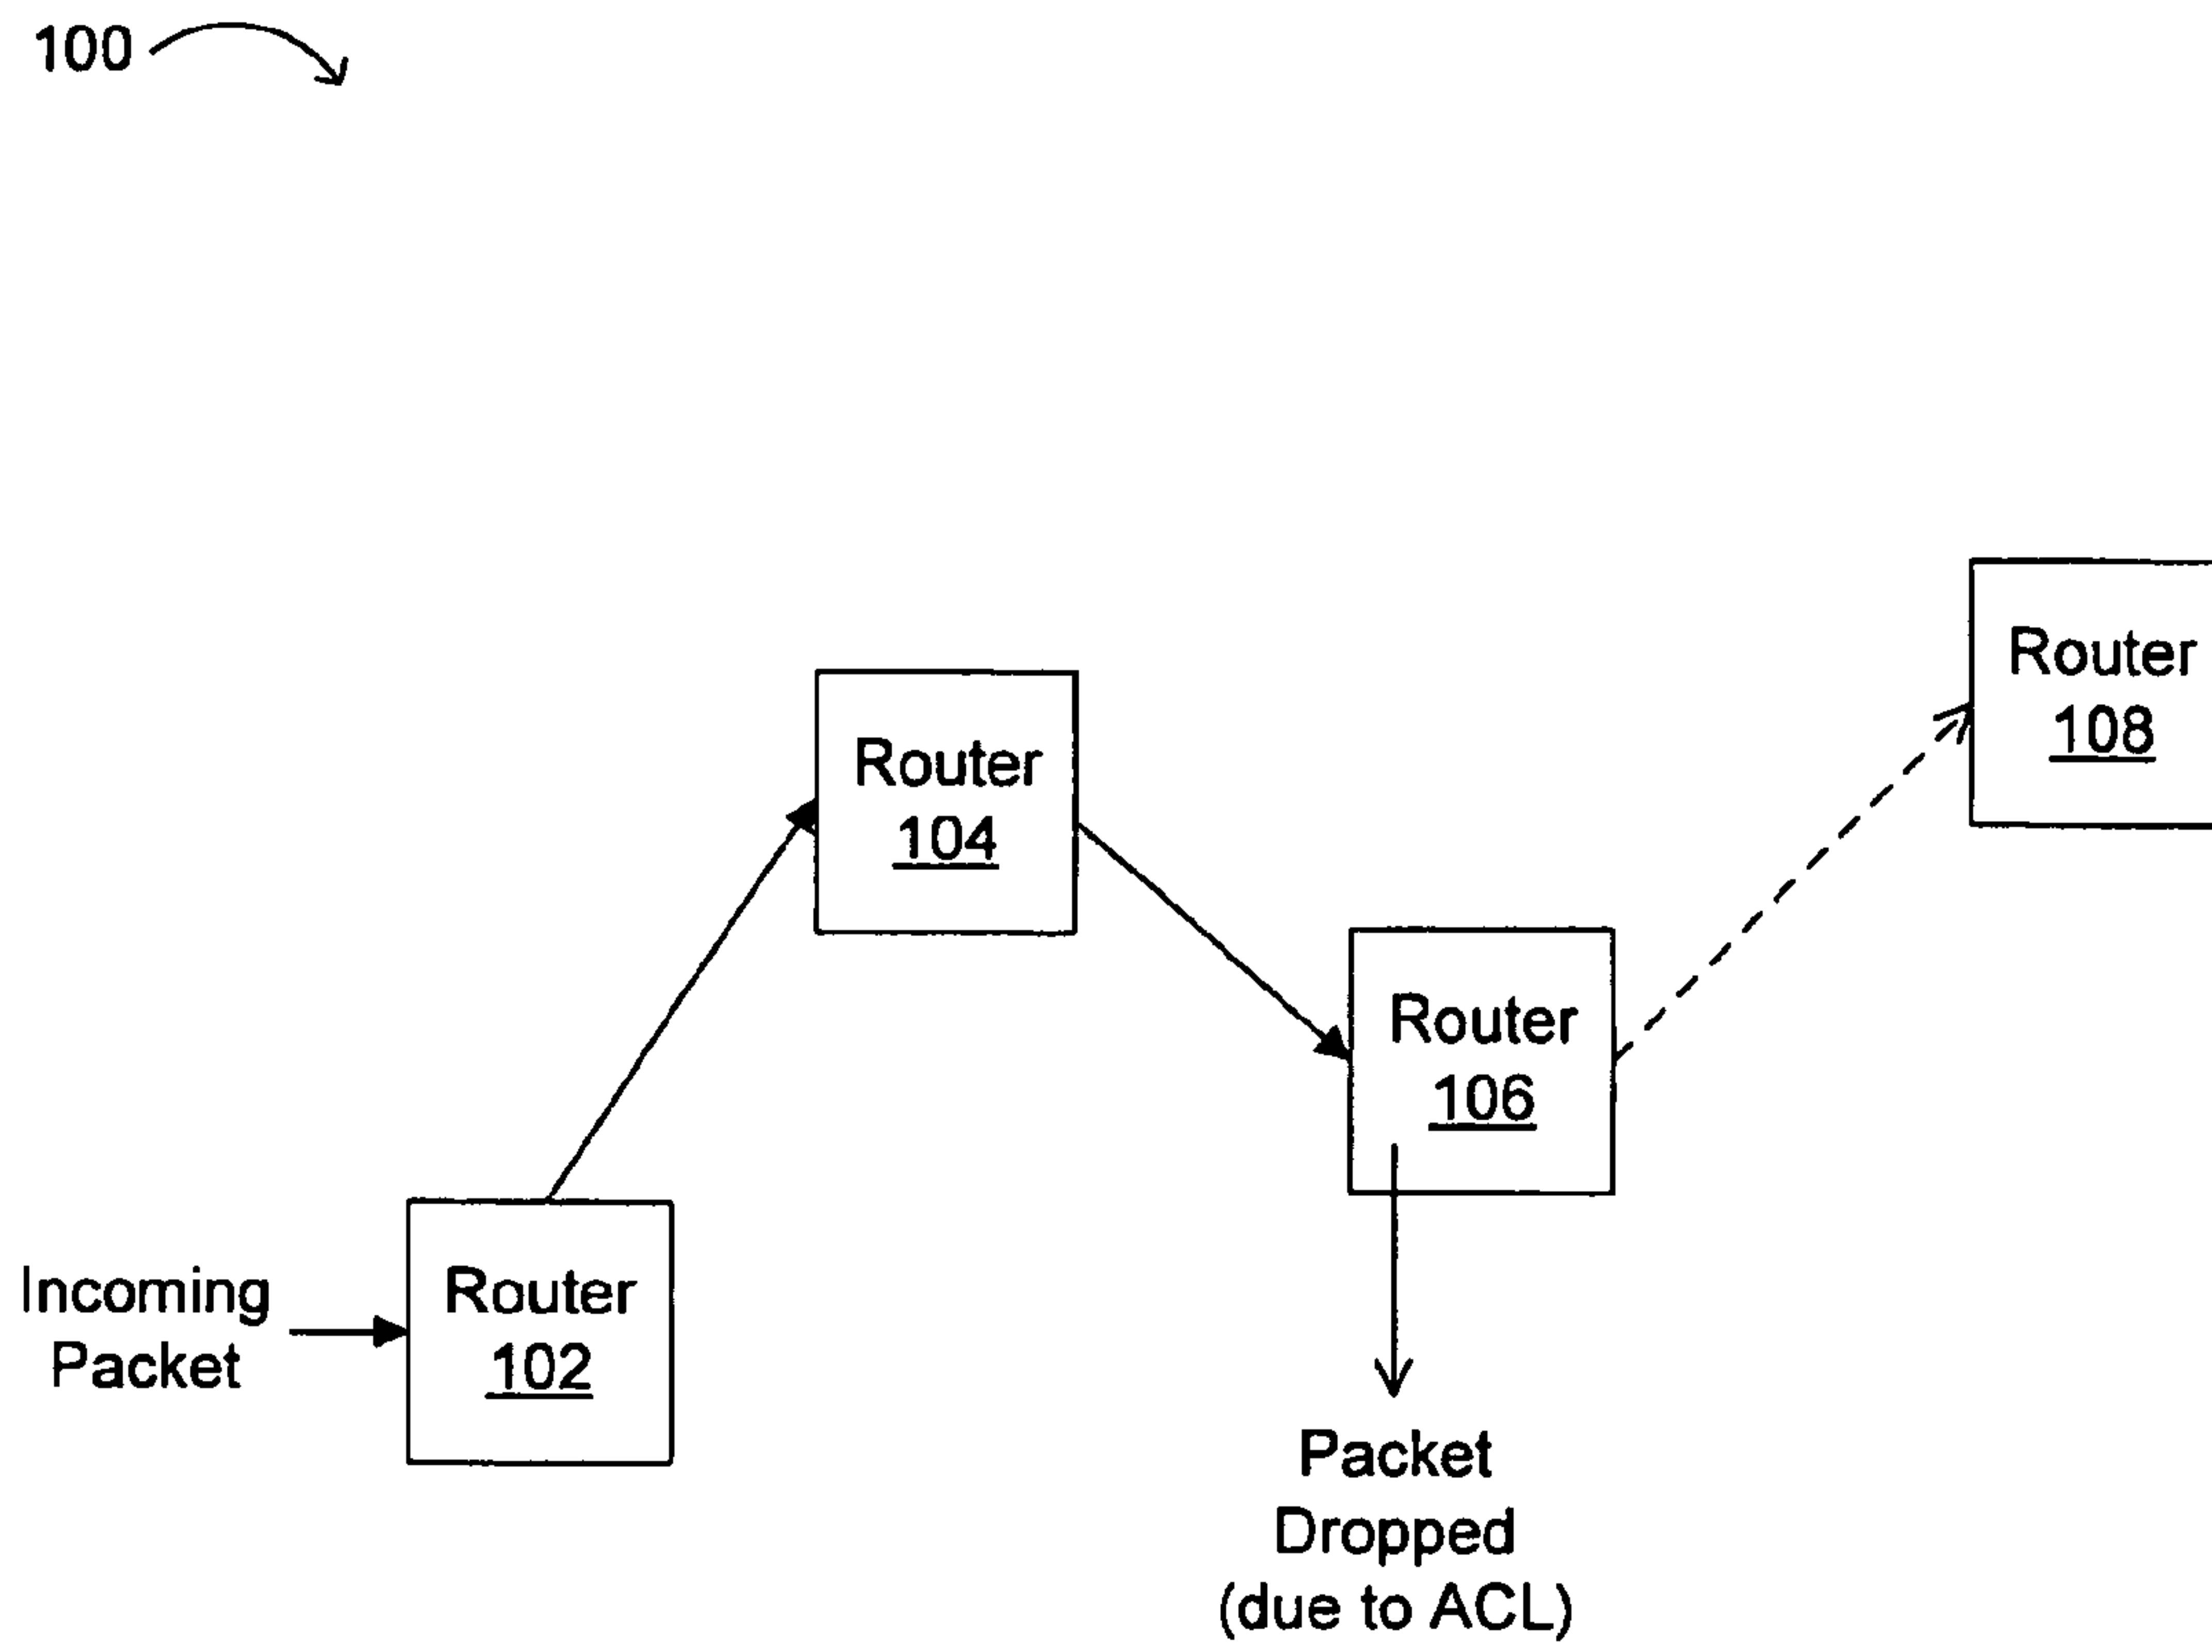 100
Router
108
Router
104
Router
106
Incoming
Packet
Router
102
Packet
Dropped
(due to ACL)